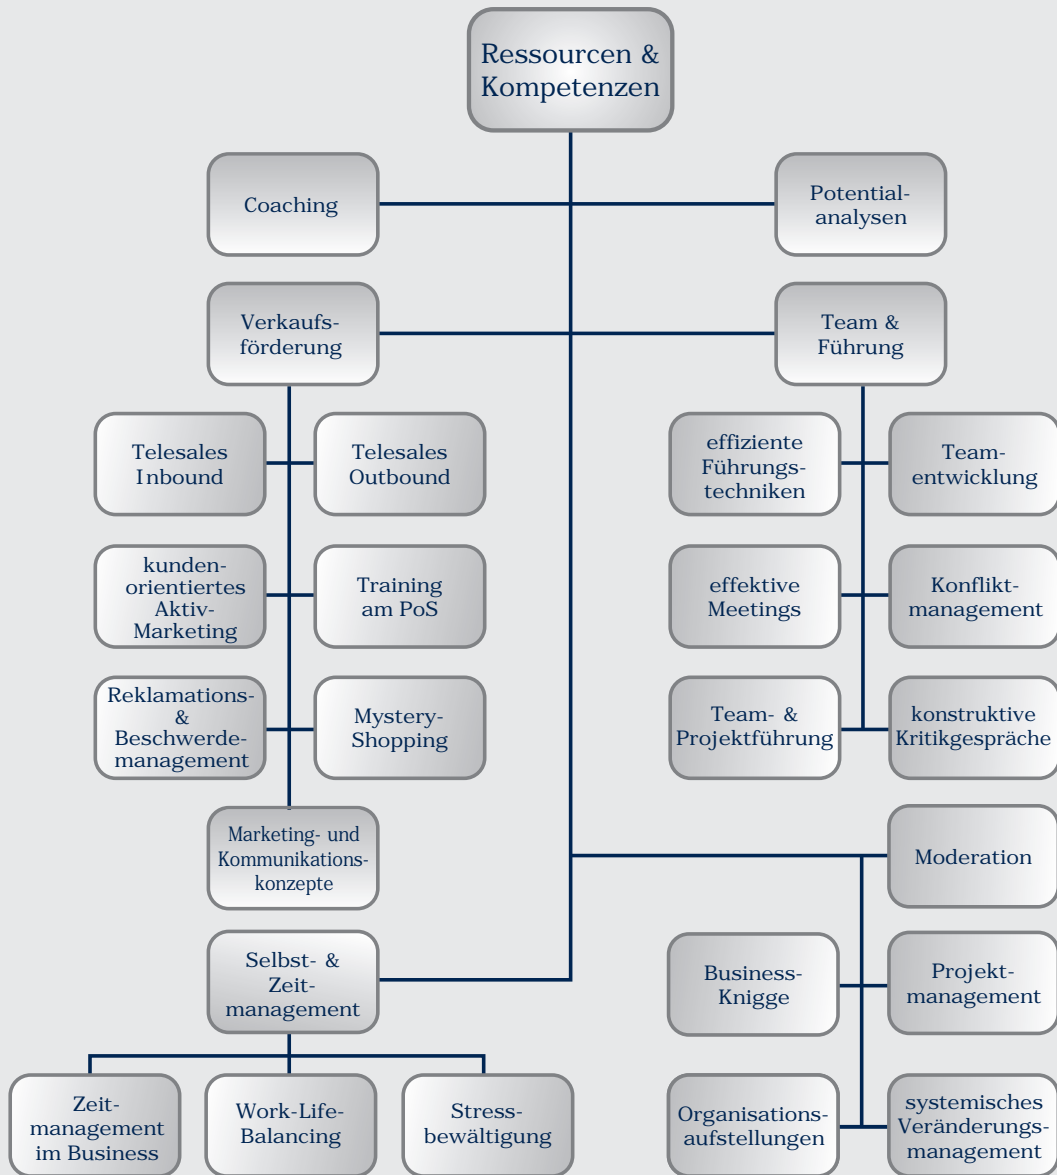 Ressourcen &
Kompetenzen
Coaching
Potential-
analysen
Verkaufs-
förderung
Team &
Führung
Telesales
Inbound
Telesales
Outbound
effiziente
Führungs-
techniken
Team-
entwicklung
kunden-
orientiertes
Aktiv-
Marketing
Training
am PoS
effektive
Meetings
Konflikt-
management
Reklamations-
&
Beschwerde-
management
Mystery-
Shopping
Team- &
Projektführung
konstruktive
Kritikgespräche
Marketing- und
Kommunikations-
konzepte
Moderation
Selbst- &
Zeit-
management
Business-
Knigge
Projekt-
management
Zeit-
management
im Business
Work-Life-
Balancing
Stress-
bewältigung
Organisations-
aufstellungen
systemisches
Veränderungs-
management